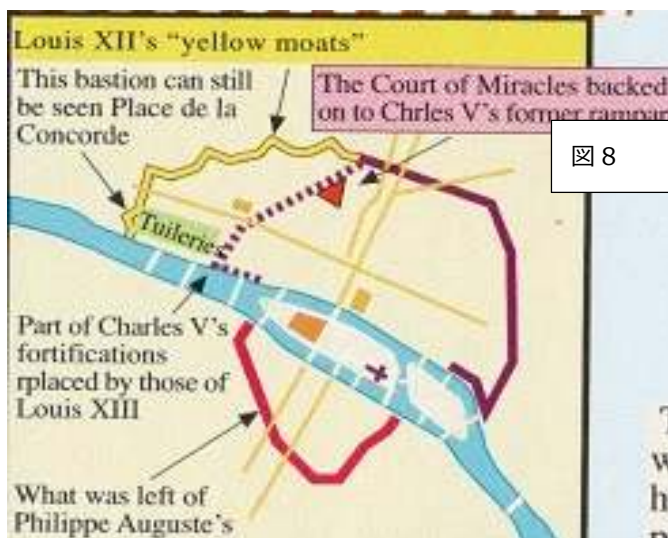 Louis XII's “yellow moats”
This bastion can still
be seen Place de la
Concorde
The Court of Miracles backed
on to Chrles V's former rampar
図 8
Tuileries
Part of Charles V's
fortifications
rplaced by those of
Louis XIII
What was left of
Philippe Auguste's